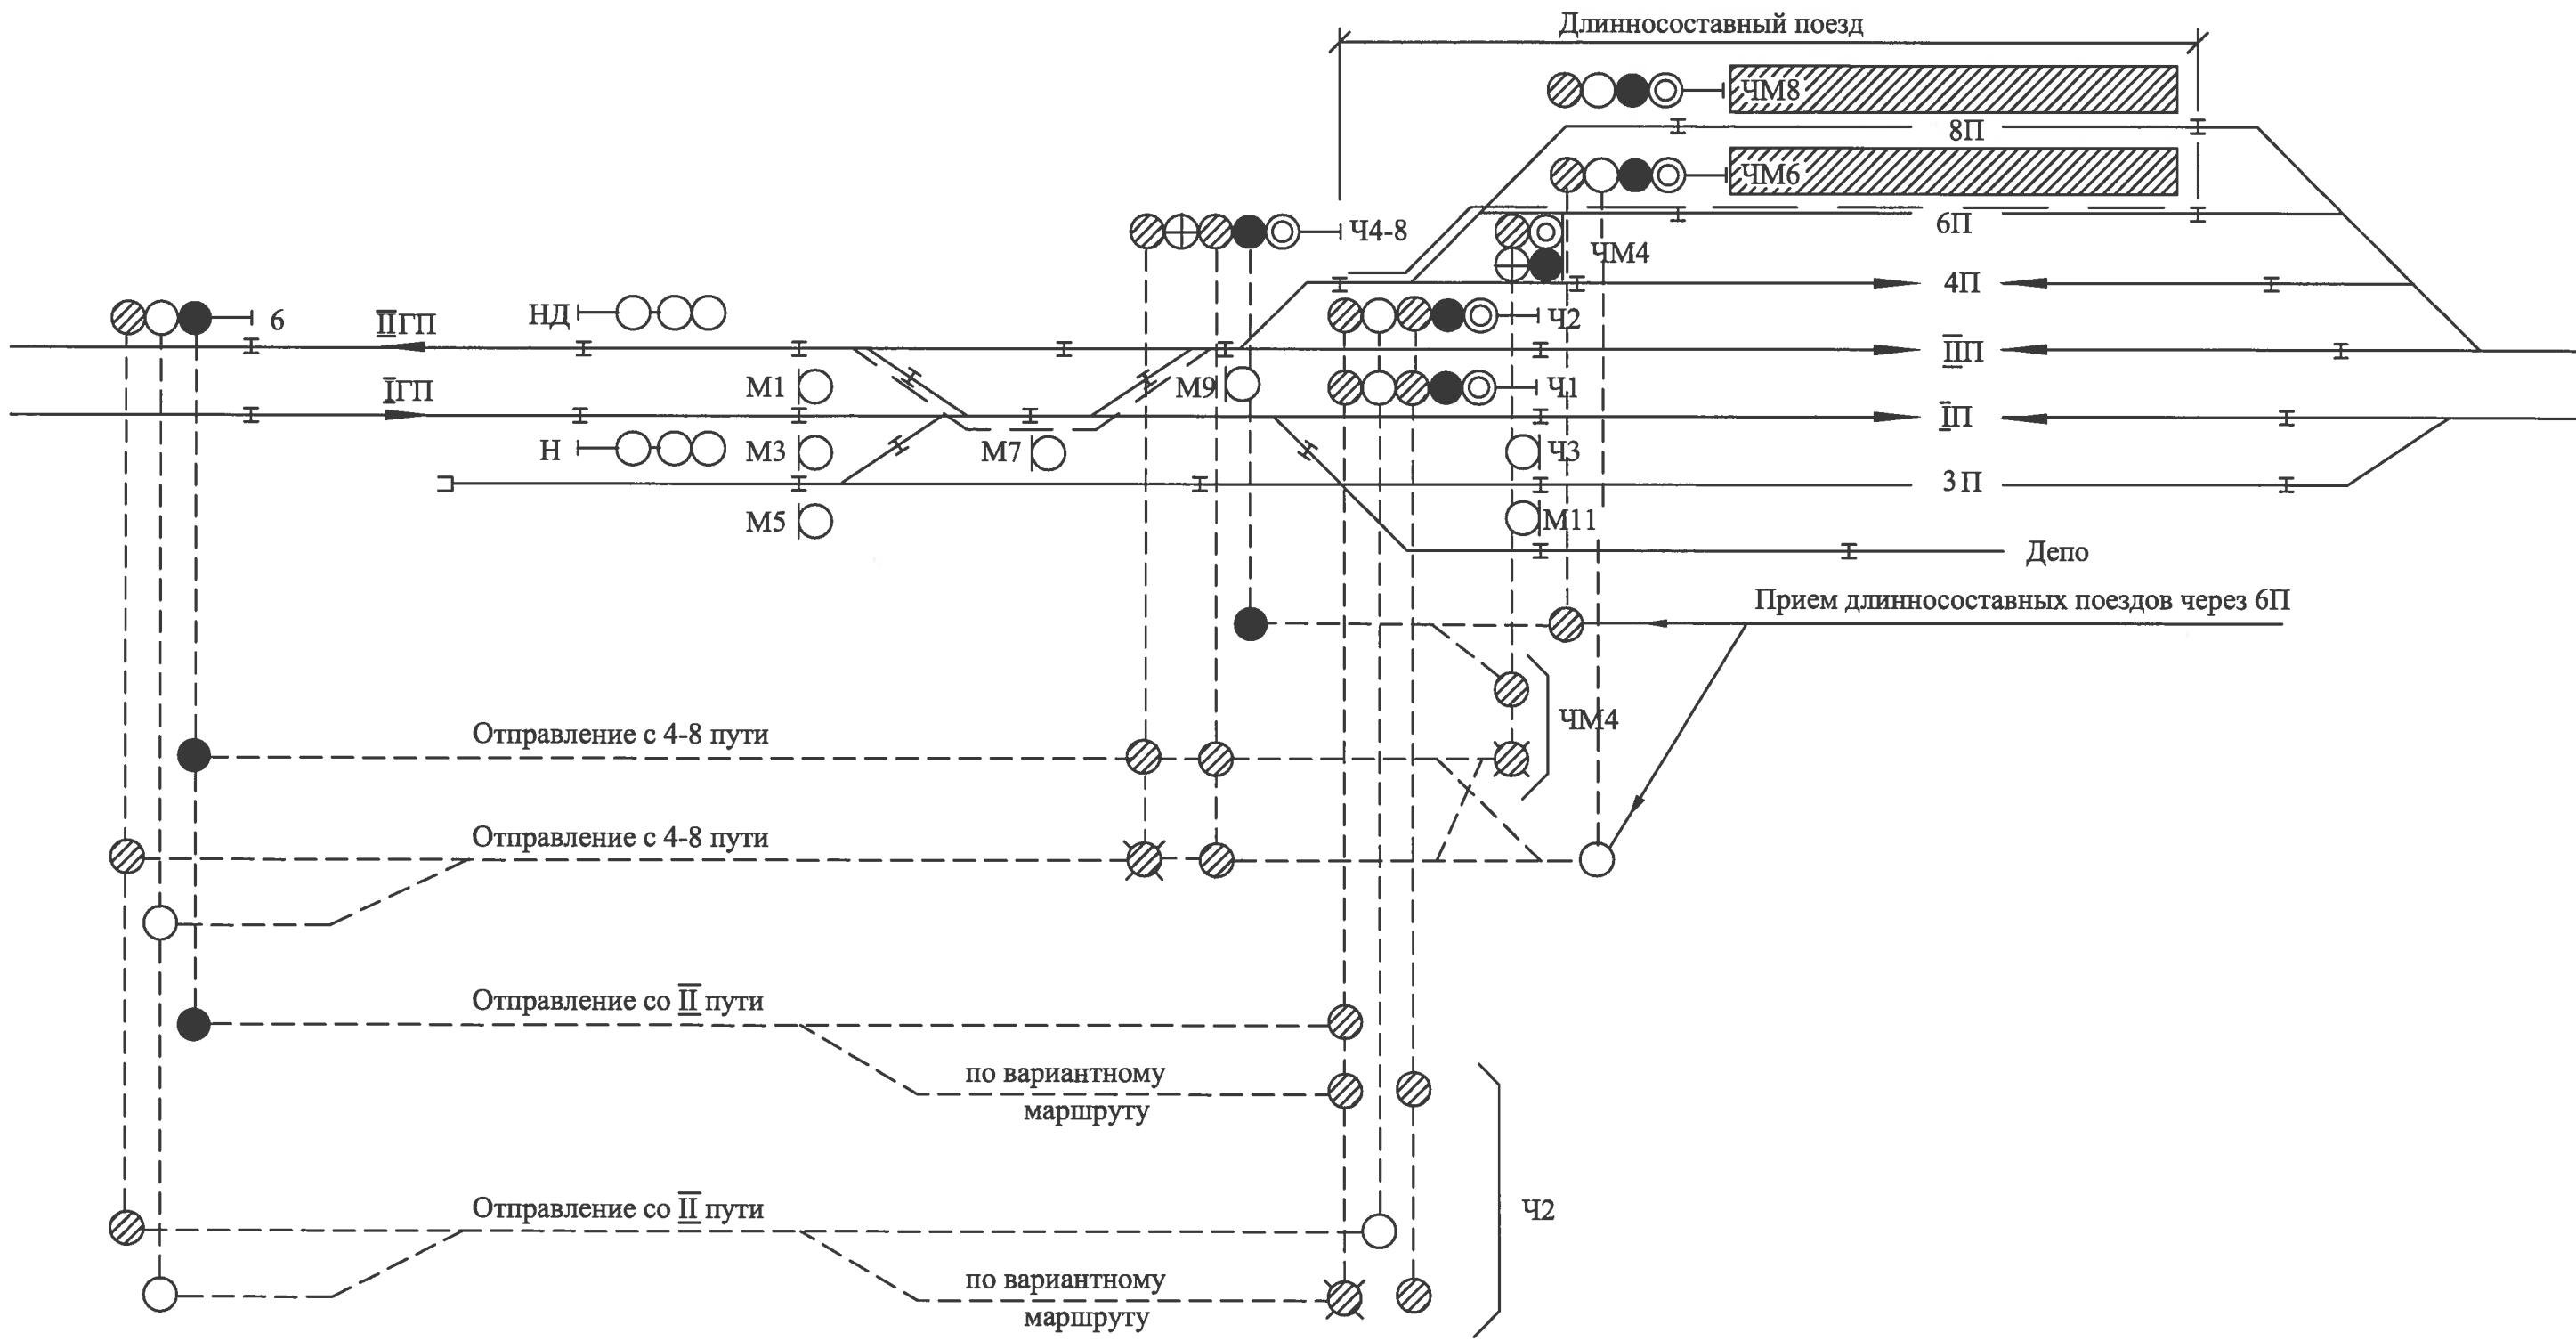 Длинносоставный поезд
ЧМ8
8П
ЧМ6
6П
Ч4-8
ЧМ4
4П
6
IIГП
НД
Ч2
IIП
М1
М9
Ч1
IГП
IП
Н
М3
М7
Ч3
3П
М5
М11
Депо
Прием длинносоставных поездов через 6П
ЧМ4
Отправление с 4-8 пути
Отправление с 4-8 пути
Отправление со II пути
по вариантному
маршруту
Отправление со II пути
Ч2
по вариантному
маршруту